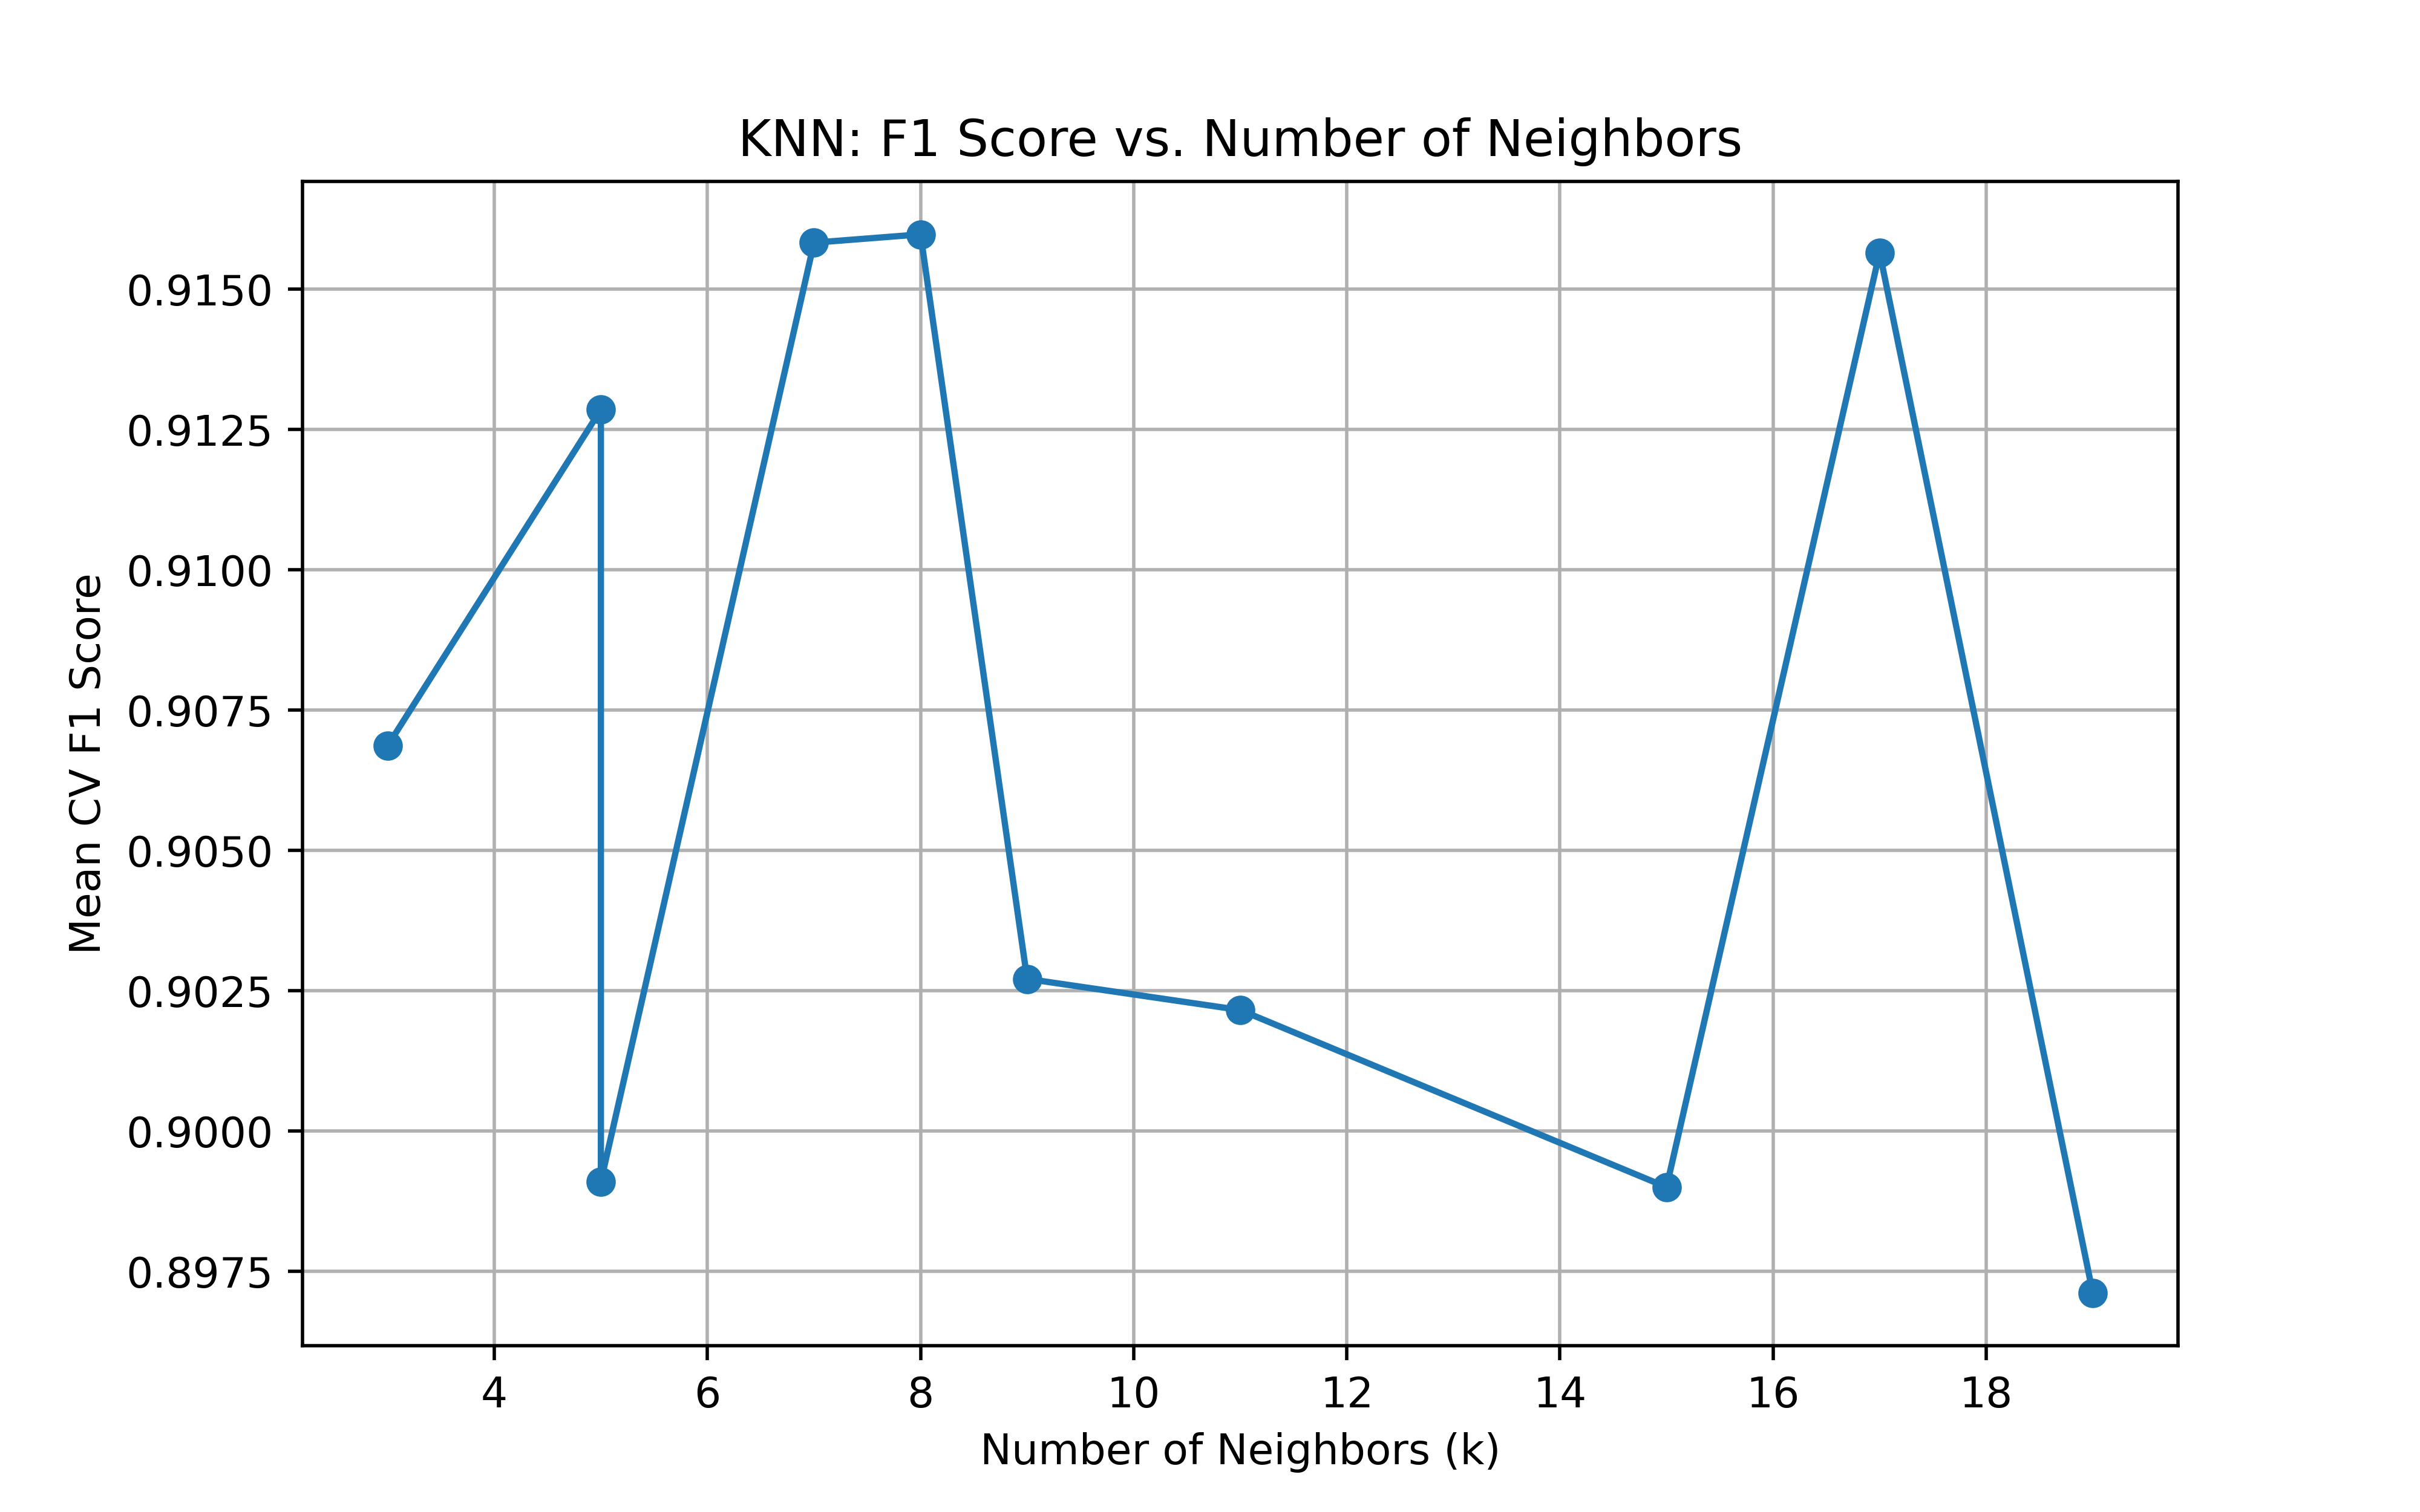 KNN: F1 Score vs. Number of Neighbors
Mean CV F1 Score
0.9150
0.9125
0.9100
0.9075
0.9050
0.9025
0.9000
0.8975
4 6 8 10 12 14 16 18
Number of Neighbors (k)